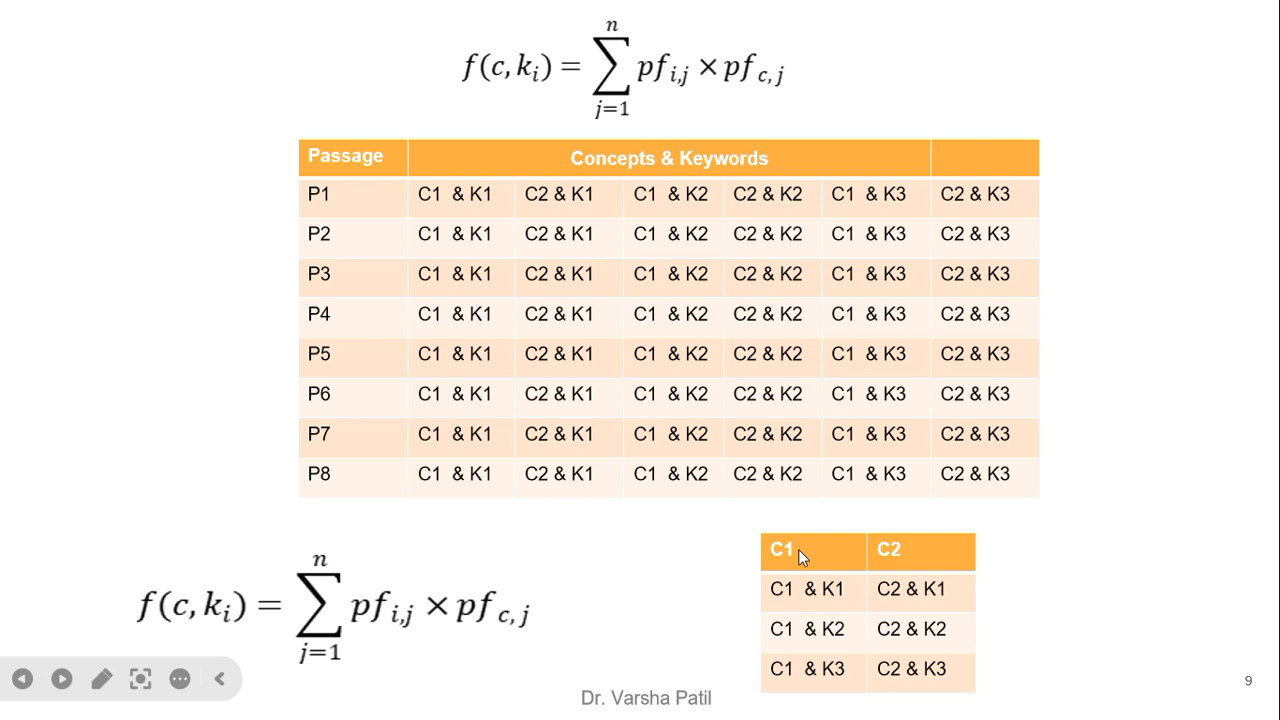 f(c, k_i) = \sum_{j=1}^{n} pf_{i,j} × pf_{c,j}
Passage Concepts & Keywords
P1 C1 & K1 C2 & K1 C1 & K2 C2 & K2 C1 & K3 C2 & K3
P2 C1 & K1 C2 & K1 C1 & K2 C2 & K2 C1 & K3 C2 & K3
P3 C1 & K1 C2 & K1 C1 & K2 C2 & K2 C1 & K3 C2 & K3
P4 C1 & K1 C2 & K1 C1 & K2 C2 & K2 C1 & K3 C2 & K3
P5 C1 & K1 C2 & K1 C1 & K2 C2 & K2 C1 & K3 C2 & K3
P6 C1 & K1 C2 & K1 C1 & K2 C2 & K2 C1 & K3 C2 & K3
P7 C1 & K1 C2 & K1 C1 & K2 C2 & K2 C1 & K3 C2 & K3
P8 C1 & K1 C2 & K1 C1 & K2 C2 & K2 C1 & K3 C2 & K3
f(c, k_i) = \sum_{j=1}^{n} pf_{i,j} × pf_{c,j}
C1 C2
C1 & K1 C2 & K1
C1 & K2 C2 & K2
C1 & K3 C2 & K3
Dr. Varsha Patil
9